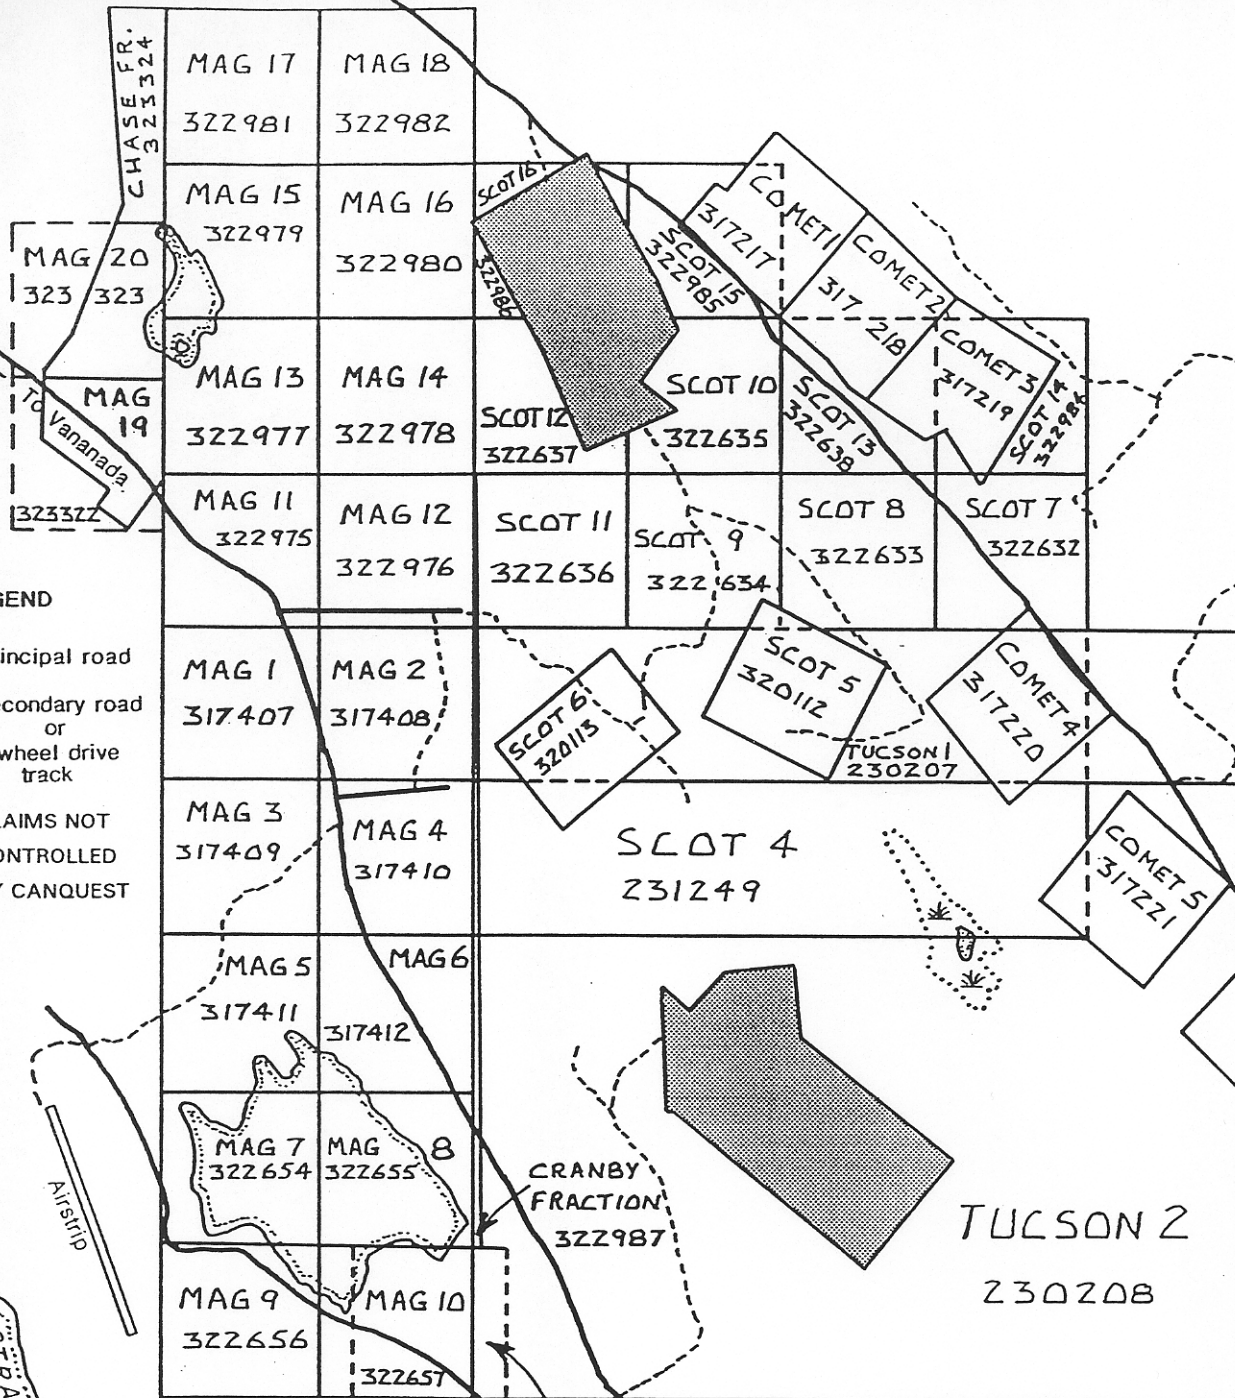 CHASE FR.
323324
MAG 17
322981
MAG 18
322982
MAG 15
322979
MAG 16
322980
SCOT 16
322986
MAG 20
323 323
SCOT 15
322985
COMET 1
317217
COMET 2
317 218
COMET 3
317219
SCOT 14
MAG 13
322977
MAG 14
322978
SCOT 12
322637
SCOT 10
322635
SCOT 13
322638
MAG
19
323322
To Vananada
MAG 11
322975
MAG 12
322976
SCOT 11
322636
SCOT 9
322 634
SCOT 8
322633
SCOT 7
322632
GEND
incipal road
condary road
or
wheel drive
track
AIMS NOT
ONTROLLED
Y CANQUEST
MAG 1
317407
MAG 2
317408
SCOT 6
320113
SCOT 5
320112
TUCSON 1
230207
COMET 4
317220
MAG 3
317409
MAG 4
317410
SCOT 4
231249
COMET 5
317221
MAG 5
317411
MAG 6
317412
MAG 7
322654
MAG 8
322655
CRANBY
FRACTION
322987
Airstrip
TUCSON 2
230208
MAG 9
322656
MAG 10
322657